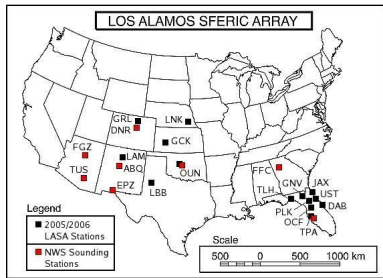 LOS ALAMOS SFERIC ARRAY
GRL
DNR
LNK
GCK
FGZ
TUS
LAM
ABQ
EPZ
LBB
OUN
FFC
TLH
GNV
JAX
UST
DAB
PLK
OCF
TPA
Legend
2005/2006
LASA Stations
NWS Sounding
Stations
Scale
500 0 500 1000 km